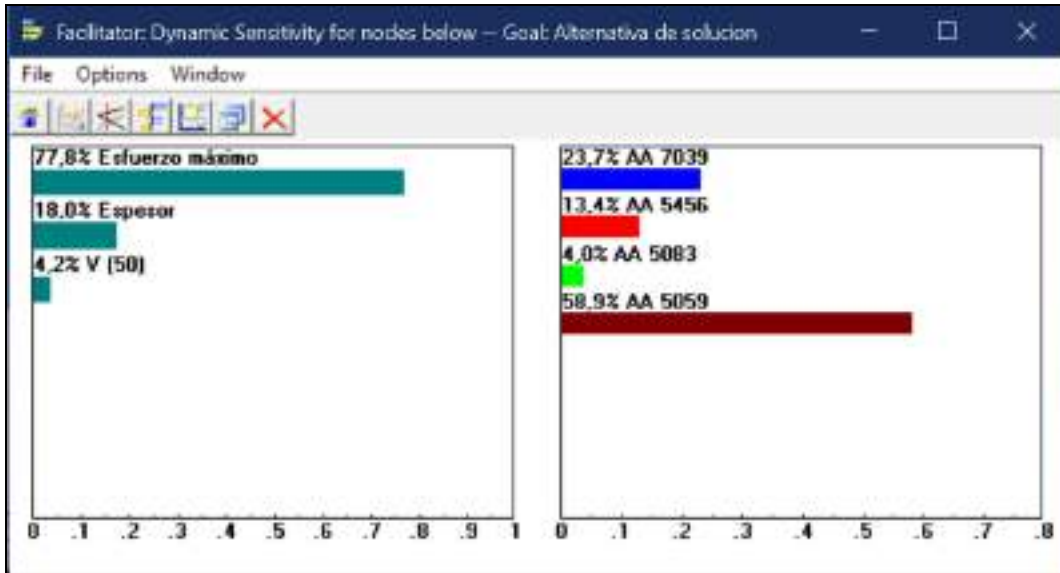 Facilitator: Dynamic Sensitivity for nodes below -- Goal: Alternativa de solucion
File Options Window
77,8% Esfuerzo máximo
18,0% Espesor
4,2% V (50)
0 .1 .2 .3 .4 .5 .6 .7 .8 .9 1
23,7% AA 7039
13,4% AA 5456
4,0% AA 5083
58,9% AA 5059
0 .1 .2 .3 .4 .5 .6 .7 .8